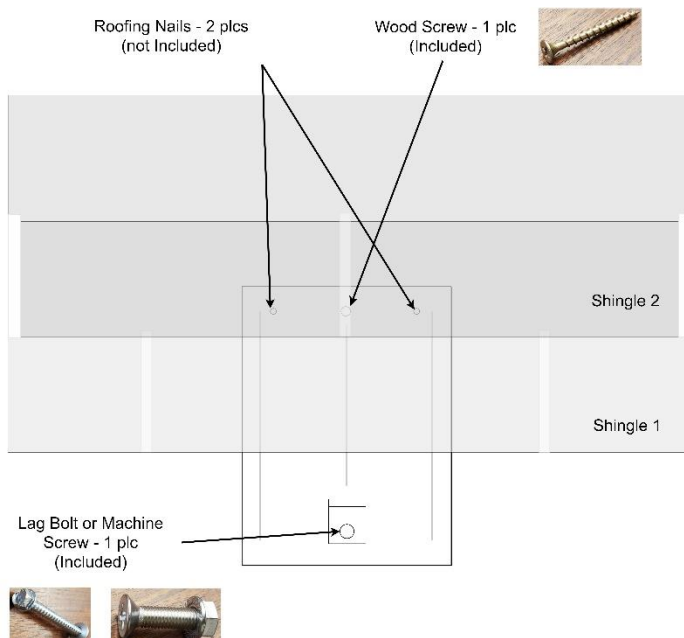 Roofing Nails - 2 plcs
(not Included)
Wood Screw - 1 plc
(Included)
Shingle 2
Shingle 1
Lag Bolt or Machine
Screw - 1 plc
(Included)